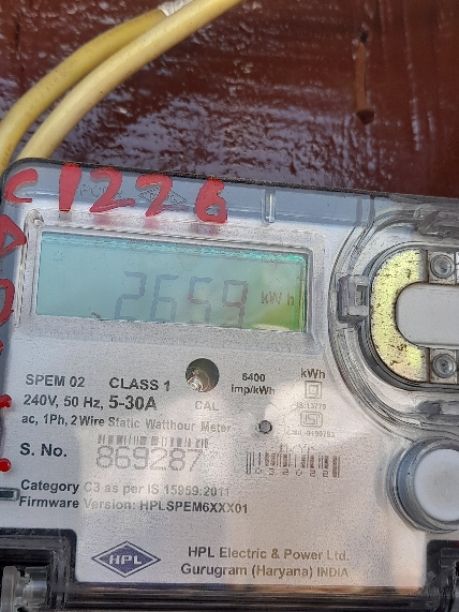 C 1226
2659 kWh
SPEM 02 CLASS 1
6400 imp/kWh
kWh
240V, 50 Hz, 5-30A
CAL
ac, 1Ph, 2 Wire Static Watthour Meter
S. No. 869287
Category C3 as per IS 15959:2011
Firmware Version: HPLSPEM6XXX01
HPL
HPL Electric & Power Ltd.
Gurugram (Haryana) INDIA